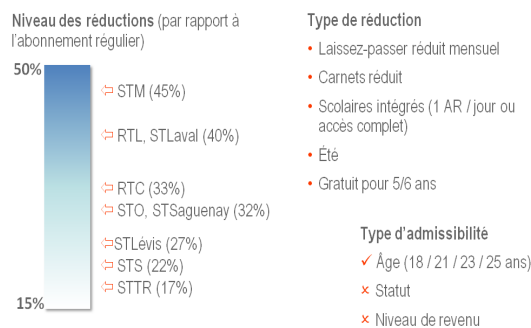 Niveau des réductions (par rapport à
l'abonnement régulier)
50%
STM (45%)
RTL, STLaval (40%)
RTC (33%)
STO, STSaguenay (32%)
STLévis (27%)
STS (22%)
STTR (17%)
15%
Type de réduction
• Laissez-passer réduit mensuel
• Carnets réduit
• Scolaires intégrés (1 AR / jour ou
accès complet)
• Été
• Gratuit pour 5/6 ans
Type d'admissibilité
✓ Âge (18 / 21 / 23 / 25 ans)
× Statut
× Niveau de revenu